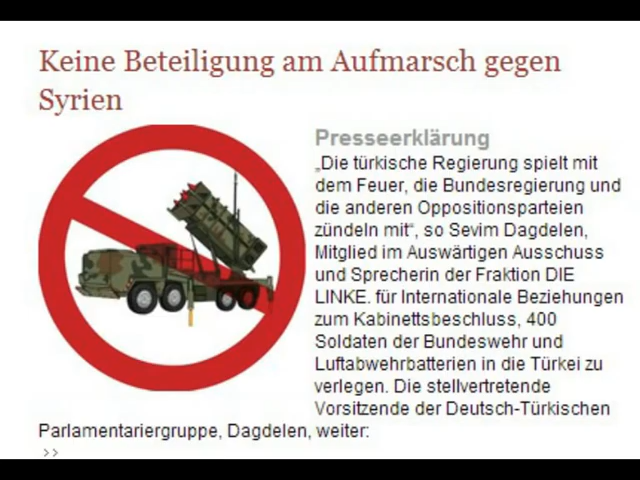 Keine Beteiligung am Aufmarsch gegen
Syrien
Presseerklärung
„Die türkische Regierung spielt mit
dem Feuer, die Bundesregierung und
die anderen Oppositionsparteien
zündeln mit“, so Sevim Dagdelen,
Mitglied im Auswärtigen Ausschuss
und Sprecherin der Fraktion DIE
LINKE. für Internationale Beziehungen
zum Kabinettsbeschluss, 400
Soldaten der Bundeswehr und
Luftabwehrbatterien in die Türkei zu
verlegen. Die stellvertretende
Vorsitzende der Deutsch-Türkischen
Parlamentariergruppe, Dagdelen, weiter:
>>